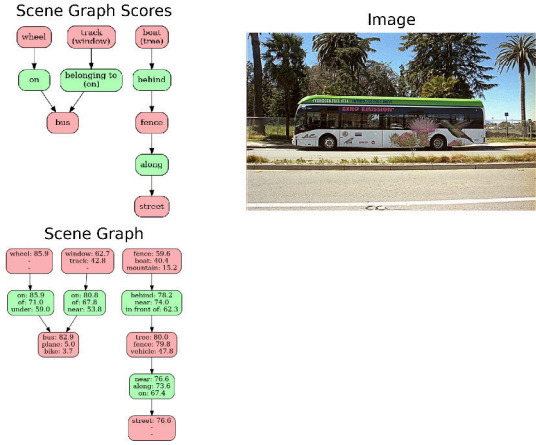 Scene Graph Scores
Image
wheel
track
(window)
boat
(tree)
on
belonging to
(on)
behind
bus
fence
along
street
HYDROGEN FUEL CELL
ZERO EMISSION
Scene Graph
wheel: 85.9
-
-
window: 62.7
track: 42.8
-
fence: 59.6
boat: 40.4
mountain: 15.2
on: 85.9
of: 71.0
under: 59.0
on: 80.8
of: 67.8
near: 53.8
behind: 78.2
near: 74.0
in front of: 62.3
bus: 82.9
plane: 5.0
bike: 3.7
tree: 80.0
fence: 79.8
vehicle: 47.8
near: 76.6
along: 73.6
on: 67.4
street: 76.6
-
-